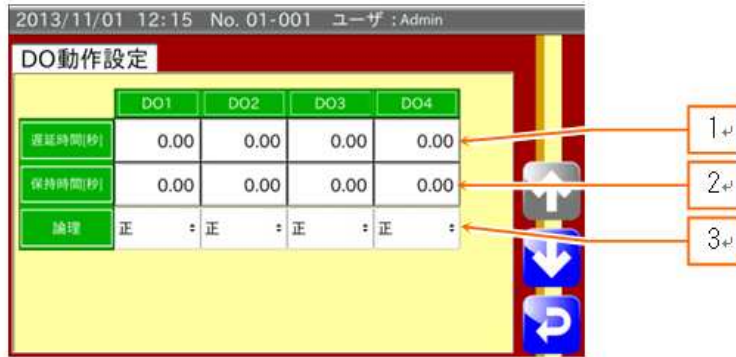 2013/11/01 12:15 No. 01-001 ユーザ : Admin
DO動作設定
DO1 DO2 DO3 DO4
遅延時間[秒] 0.00 0.00 0.00 0.00
保持時間[秒] 0.00 0.00 0.00 0.00
論理 正 正 正 正
1
2
3